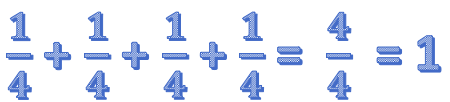 1/4 + 1/4 + 1/4 + 1/4 = 4/4 = 1